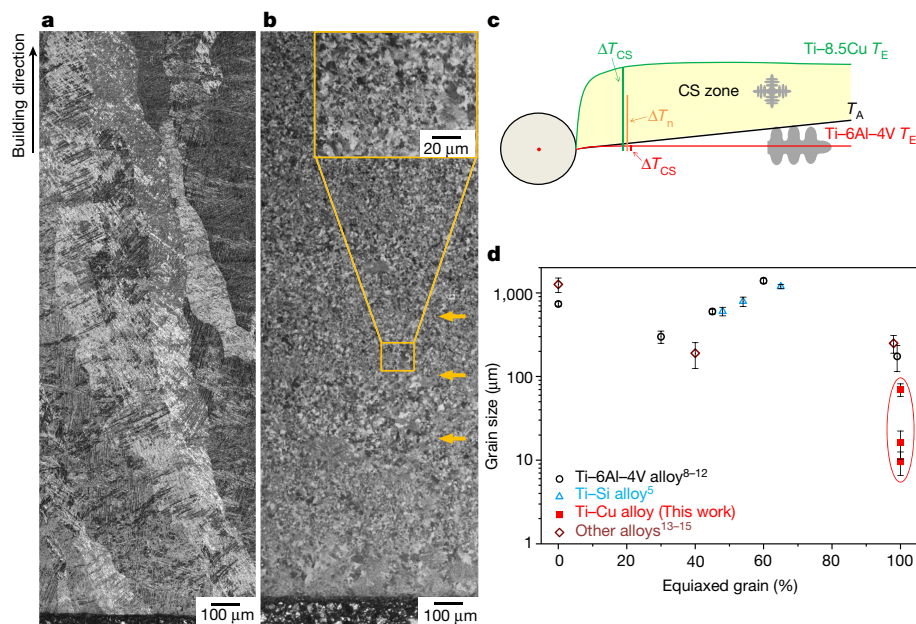 a
Building direction
100 μm
b
20 μm
100 μm
c
ΔT_CS
Ti–8.5Cu T_E
CS zone
ΔT_n
T_A
Ti–6Al–4V T_E
ΔT_CS
d
Grain size (μm)
1,000
100
10
1
Ti–6Al–4V alloy⁸⁻¹²
Ti–Si alloy⁵
Ti–Cu alloy (This work)
Other alloys¹³⁻¹⁵
0 20 40 60 80 100
Equiaxed grain (%)